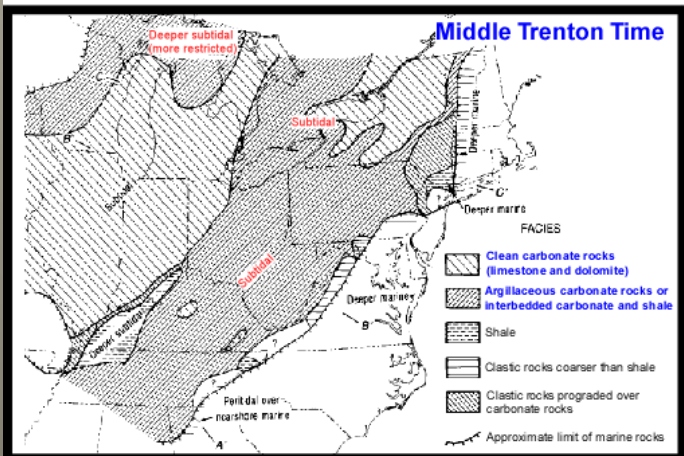 Middle Trenton Time
Deeper subtidal
(more restricted)
C
B
Subtidal
Subtidal
Subtidal
Deeper marine
C
Deeper marine
Deeper marine
B
Deeper subtidal
Peritidal over
nearshore marine
A
?
?
?
FACIES
Clean carbonate rocks
(limestone and dolomite)
Argillaceous carbonate rocks or
interbedded carbonate and shale
Shale
Clastic rocks coarser than shale
Clastic rocks prograded over
carbonate rocks
Approximate limit of marine rocks